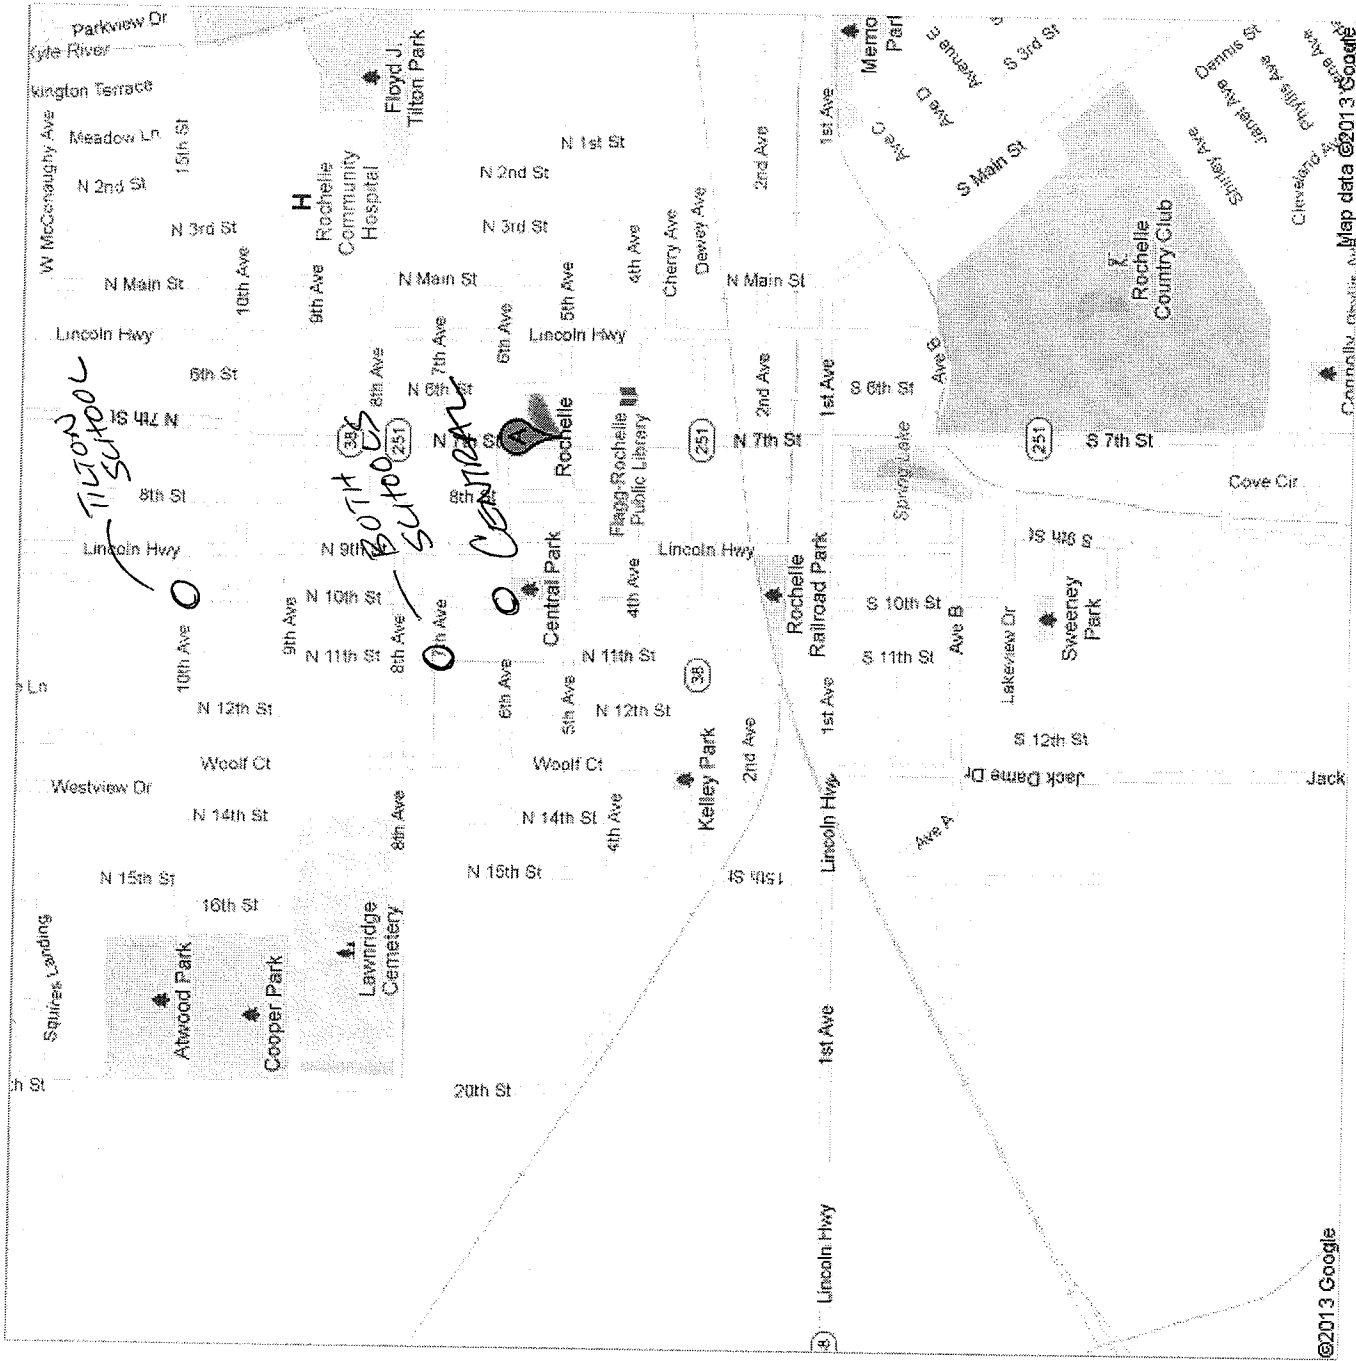 Parkview Dr
Kyle River
kington Terrace
W McConaughy Ave
Meadow Ln
15th St
N 2nd St
N 3rd St
N Main St
10th Ave
Lincoln Hwy
6th St
N 7th St
8th St
Lincoln Hwy
TILTON
SCHOOL
Floyd J.
Tilton Park
H
Rochelle
Community
Hospital
9th Ave
N Main St
N 1st St
N 2nd St
N 3rd St
8th Ave
7th Ave
6th Ave
5th Ave
4th Ave
Cherry Ave
Dewey Ave
2nd Ave
1st Ave
N Main St
Lincoln Hwy
N 6th St
38
251
N 7th St
A
Rochelle
Flagg-Rochelle
Public Library
BOTH
SCHOOLS
CENTRAL
8th St
N 9th
N 10th St
N 11th St
9th Ave
10th Ave
8th Ave
7th Ave
Central Park
4th Ave
Lincoln Hwy
251
N 7th St
2nd Ave
1st Ave
Memo
Park
Ave C
Ave D
Avenue E
S 3rd St
S Main St
Dennis St
Janet Ave
Phyllis Ave
Shirley Ave
Cleveland Av
Rochelle
Country Club
S 6th St
Ave B
Spring Lake
251
S 7th St
Cove Cir
S 9th St
Rochelle
Railroad Park
S 10th St
S 11th St
Ave B
Lakeview Dr
Sweeney
Park
S 12th St
Jack Dame Dr
Jack
e Ln
N 12th St
Woolf Ct
Westview Dr
N 14th St
N 15th St
16th St
6th Ave
5th Ave
N 11th St
38
N 12th St
Woolf Ct
Kelley Park
2nd Ave
1st Ave
8th Ave
N 14th St
4th Ave
N 15th St
15th St
Lincoln Hwy
Ave A
Squires Landing
Atwood Park
Cooper Park
Lawnridge
Cemetery
h St
20th St
1st Ave
Lincoln Hwy
Connolly
Map data ©2013 Google
©2013 Google